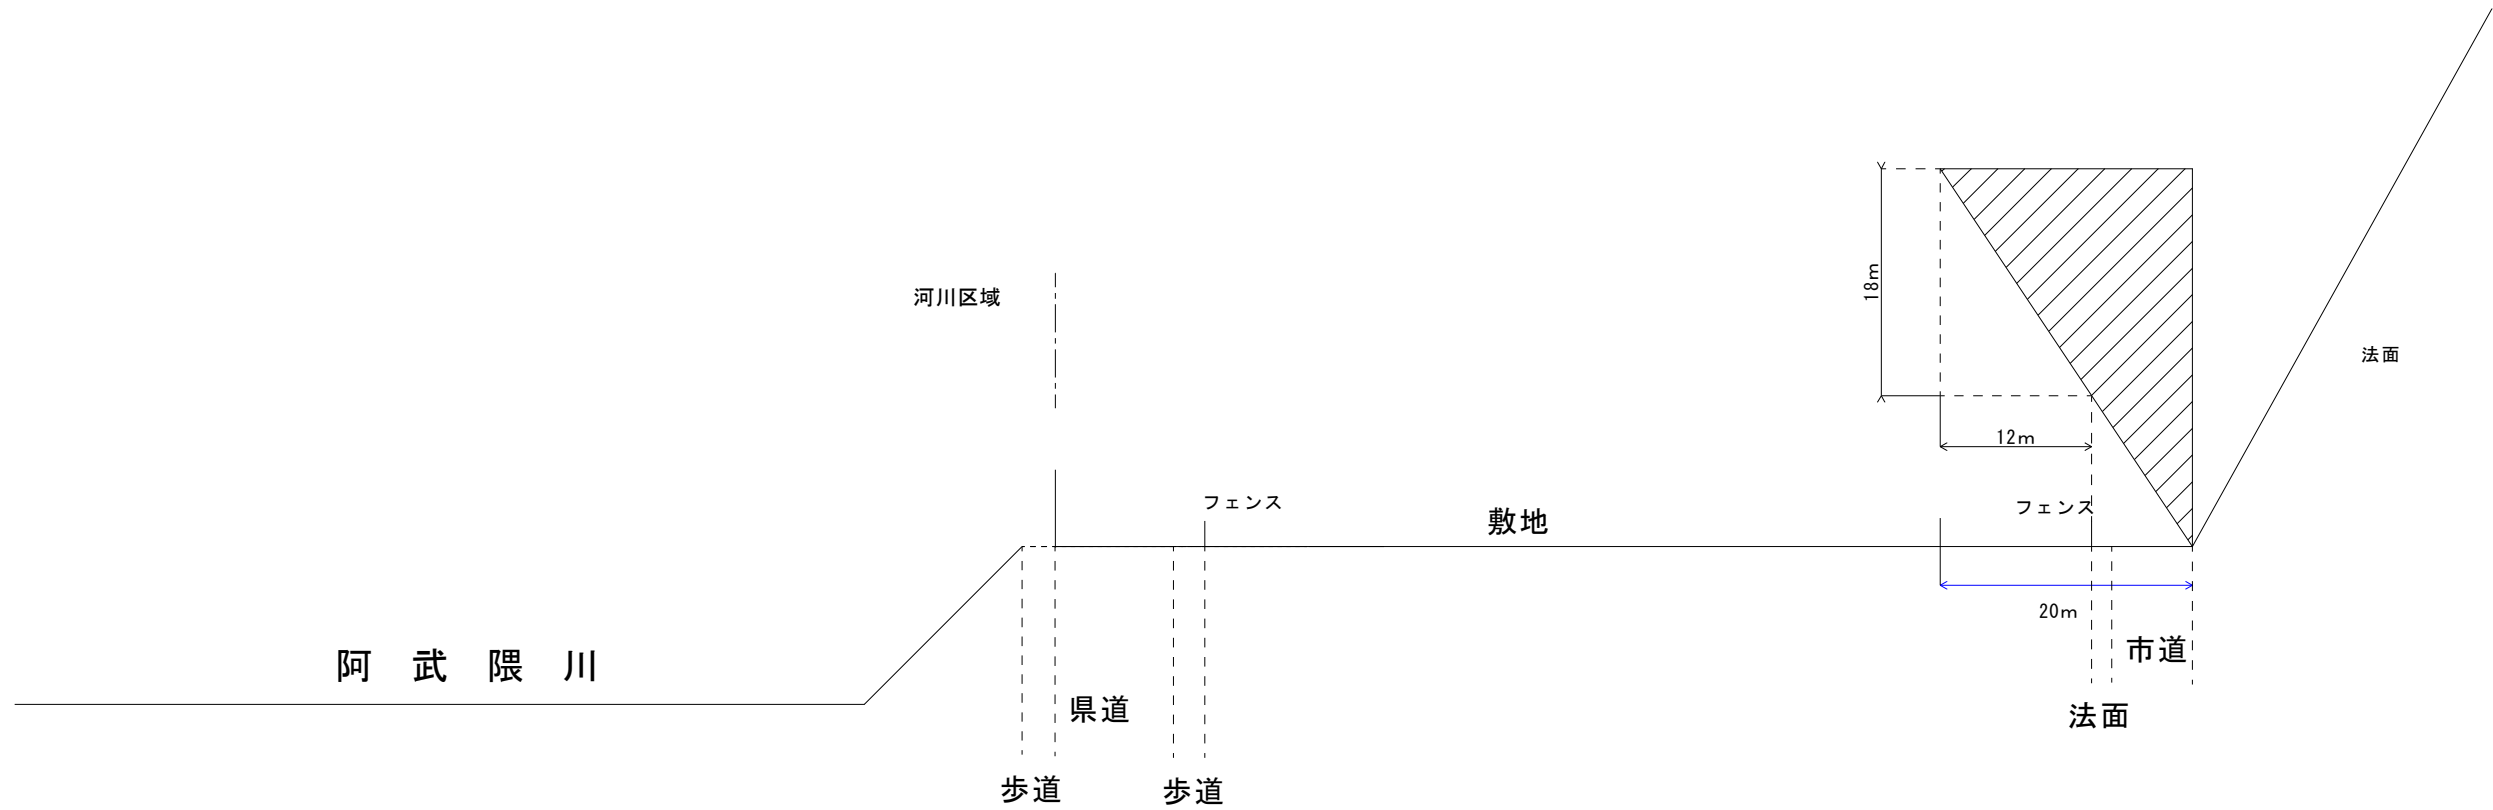 河川区域
18m
法面
12m
フェンス
フェンス
敷地
20m
市道
阿 武 隈 川
県道
法面
歩道
歩道